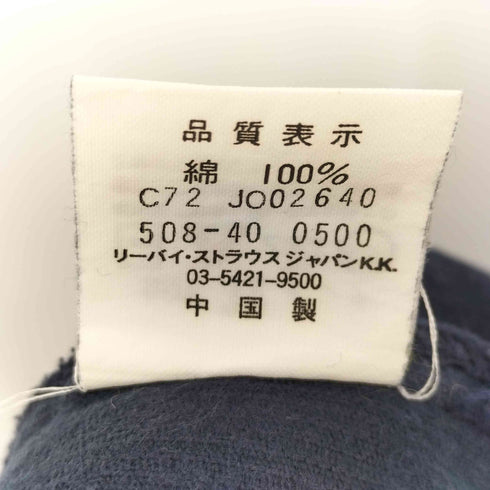 品質表示
綿 100%
C72 JO02640
508-40 0500
リーバイ・ストラウス ジャパンK.K.
03-5421-9500
中国製